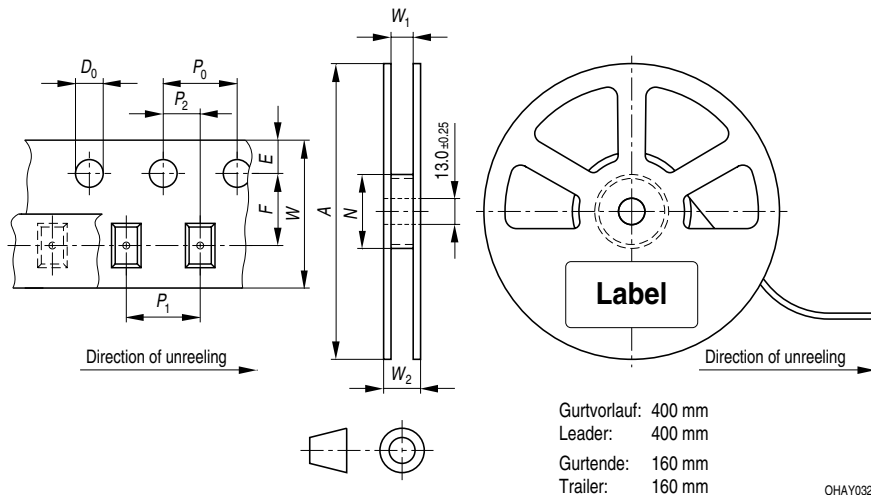 D0
P0
P2
E
F
W
P1
Direction of unreeling
W1
A
N
13.0 ±0.25
W2
Label
Direction of unreeling
Gurtvorlauf: 400 mm
Leader: 400 mm
Gurtende: 160 mm
Trailer: 160 mm
OHAY032